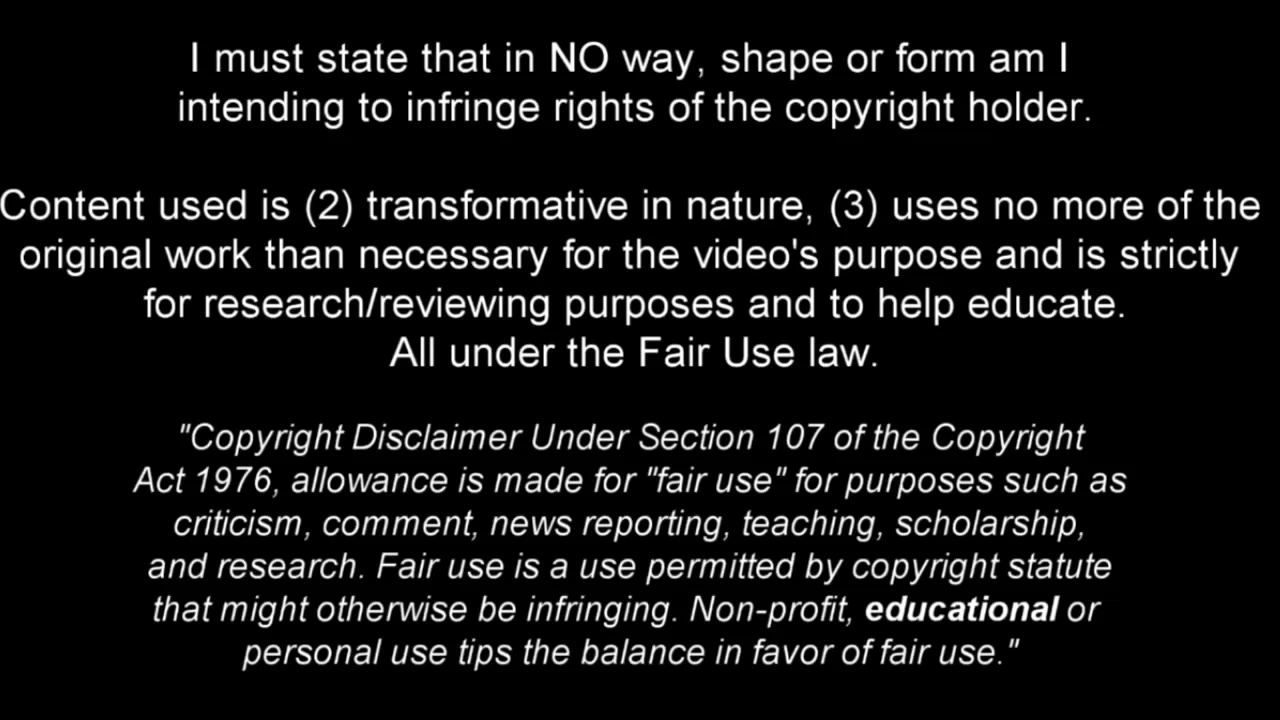 I must state that in NO way, shape or form am I
intending to infringe rights of the copyright holder.
Content used is (2) transformative in nature, (3) uses no more of the
original work than necessary for the video's purpose and is strictly
for research/reviewing purposes and to help educate.
All under the Fair Use law.
"Copyright Disclaimer Under Section 107 of the Copyright
Act 1976, allowance is made for "fair use" for purposes such as
criticism, comment, news reporting, teaching, scholarship,
and research. Fair use is a use permitted by copyright statute
that might otherwise be infringing. Non-profit, educational or
personal use tips the balance in favor of fair use."